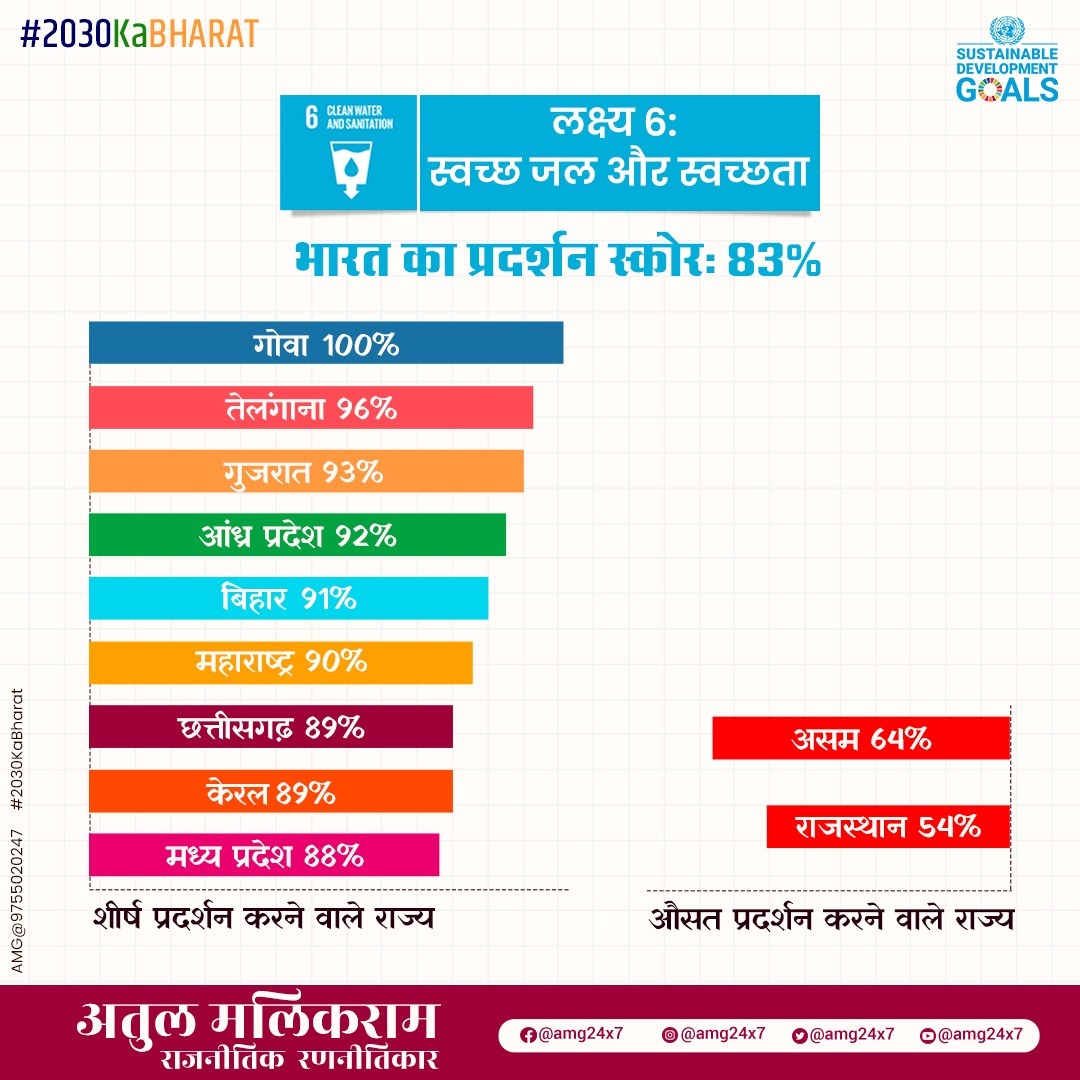 #2030KaBHARAT
SUSTAINABLE
DEVELOPMENT
GOALS
6 CLEAN WATER
AND SANITATION
लक्ष्य 6:
स्वच्छ जल और स्वच्छता
भारत का प्रदर्शन स्कोर: 83%
गोवा 100%
तेलंगाना 96%
गुजरात 93%
आंध्र प्रदेश 92%
बिहार 91%
महाराष्ट्र 90%
छत्तीसगढ़ 89%
केरल 89%
मध्य प्रदेश 88%
शीर्ष प्रदर्शन करने वाले राज्य
असम 64%
राजस्थान 54%
औसत प्रदर्शन करने वाले राज्य
AMG@9755020247 #2030KaBharat
अतुल मलिकराम
राजनीतिक रणनीतिकार
@amg24x7 @amg24x7 @amg24x7 @amg24x7